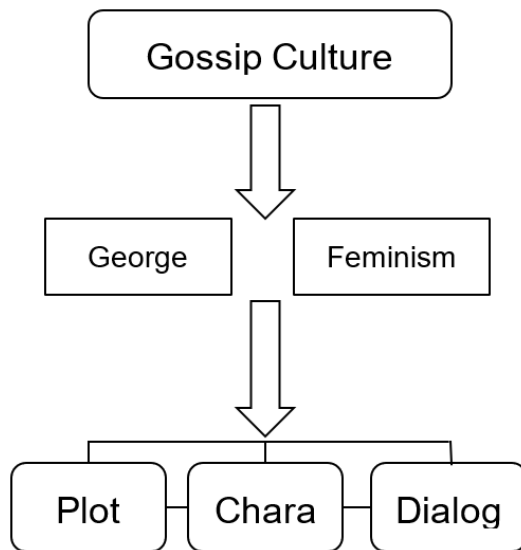 Gossip Culture
George
Feminism
Plot
Chara
Dialog